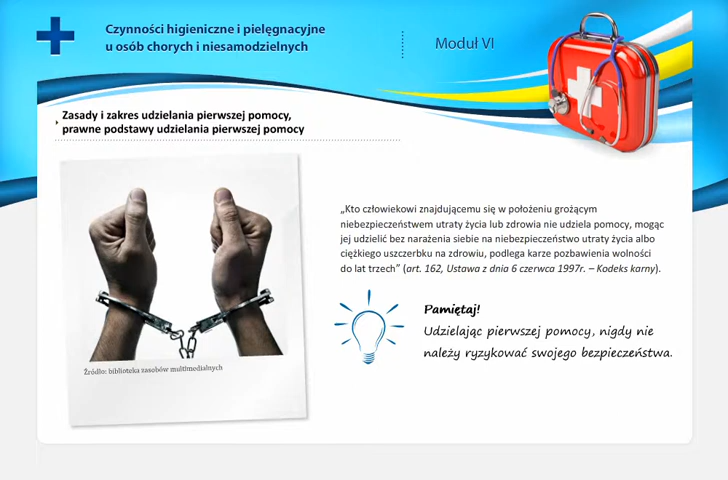 Czynności higieniczne i pielęgnacyjne
u osób chorych i niesamodzielnych
Moduł VI
Zasady i zakres udzielania pierwszej pomocy,
prawne podstawy udzielania pierwszej pomocy
„Kto człowiekowi znajdującemu się w położeniu grożącym
niebezpieczeństwem utraty życia lub zdrowia nie udziela pomocy, mogąc
jej udzielić bez narażenia siebie na niebezpieczeństwo utraty życia albo
ciężkiego uszczerbku na zdrowiu, podlega karze pozbawienia wolności
do lat trzech” (art. 162, Ustawa z dnia 6 czerwca 1997r. – Kodeks karny).
Pamiętaj!
Udzielając pierwszej pomocy, nigdy nie
należy ryzykować swojego bezpieczeństwa.
Źródło: biblioteka zasobów multimedialnych